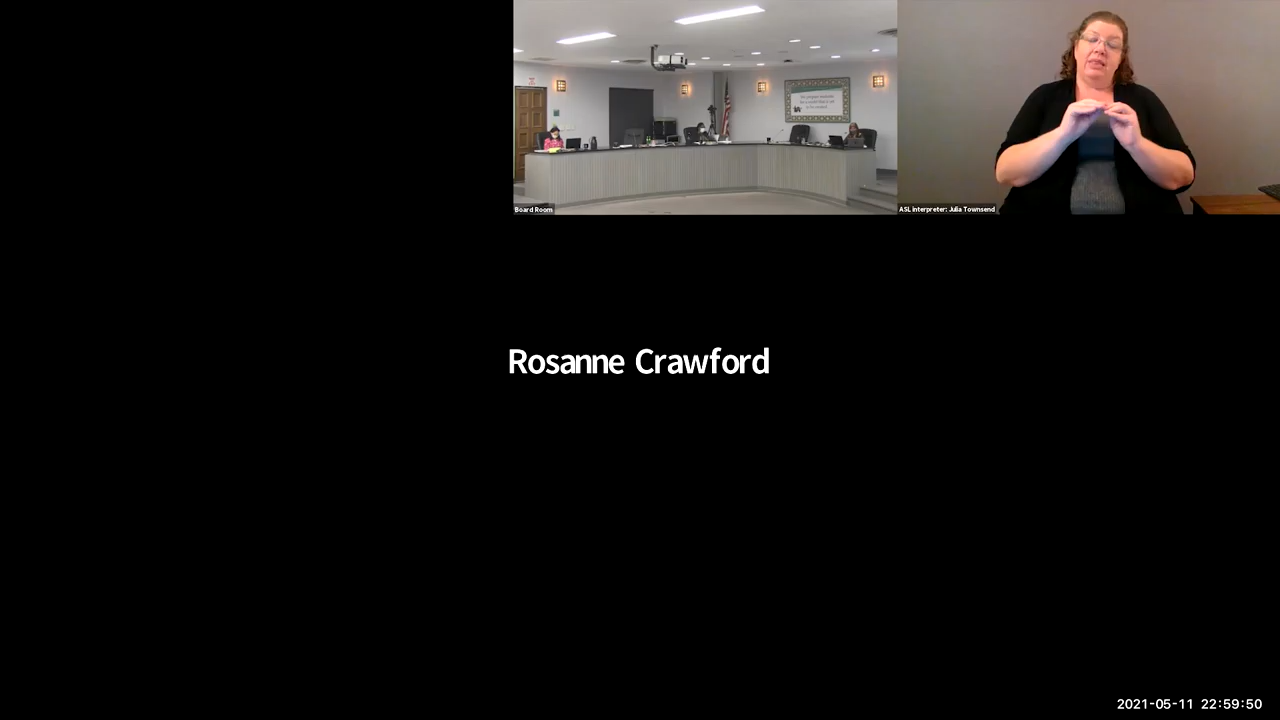 Board Room
ASL interpreter: Julia Townsend
Rosanne Crawford
2021-05-11 22:59:50